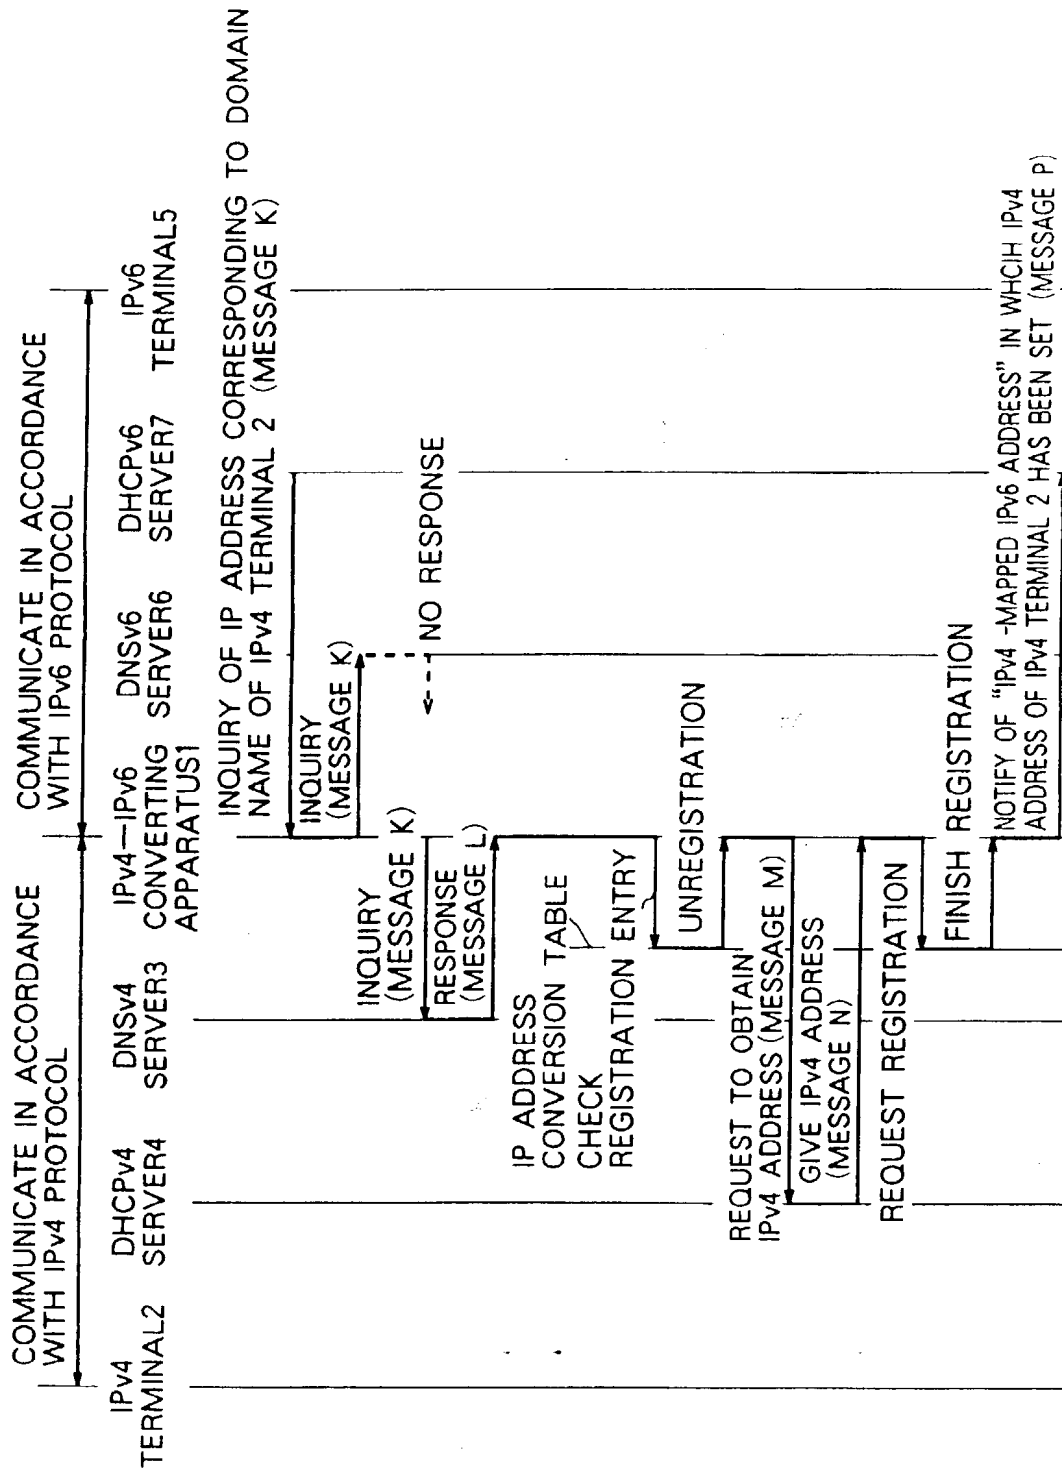 COMMUNICATE IN ACCORDANCE
WITH IPv4 PROTOCOL
COMMUNICATE IN ACCORDANCE
WITH IPv6 PROTOCOL
IPv4
TERMINAL2
DHCPv4
SERVER4
DNSv4
SERVER3
IPv4—IPv6
CONVERTING
APPARATUS1
DNSv6
SERVER6
DHCPv6
SERVER7
IPv6
TERMINAL5
INQUIRY OF IP ADDRESS CORRESPONDING TO DOMAIN
NAME OF IPv4 TERMINAL 2 (MESSAGE K)
INQUIRY
(MESSAGE K)
INQUIRY
(MESSAGE K)
NO RESPONSE
RESPONSE
(MESSAGE L)
IP ADDRESS
CONVERSION TABLE
CHECK
REGISTRATION ENTRY
UNREGISTRATION
REQUEST TO OBTAIN
IPv4 ADDRESS (MESSAGE M)
GIVE IPv4 ADDRESS
(MESSAGE N)
REQUEST REGISTRATION
FINISH REGISTRATION
NOTIFY OF "IPv4 -MAPPED IPv6 ADDRESS" IN WHCIH IPv4
ADDRESS OF IPv4 TERMINAL 2 HAS BEEN SET (MESSAGE P)